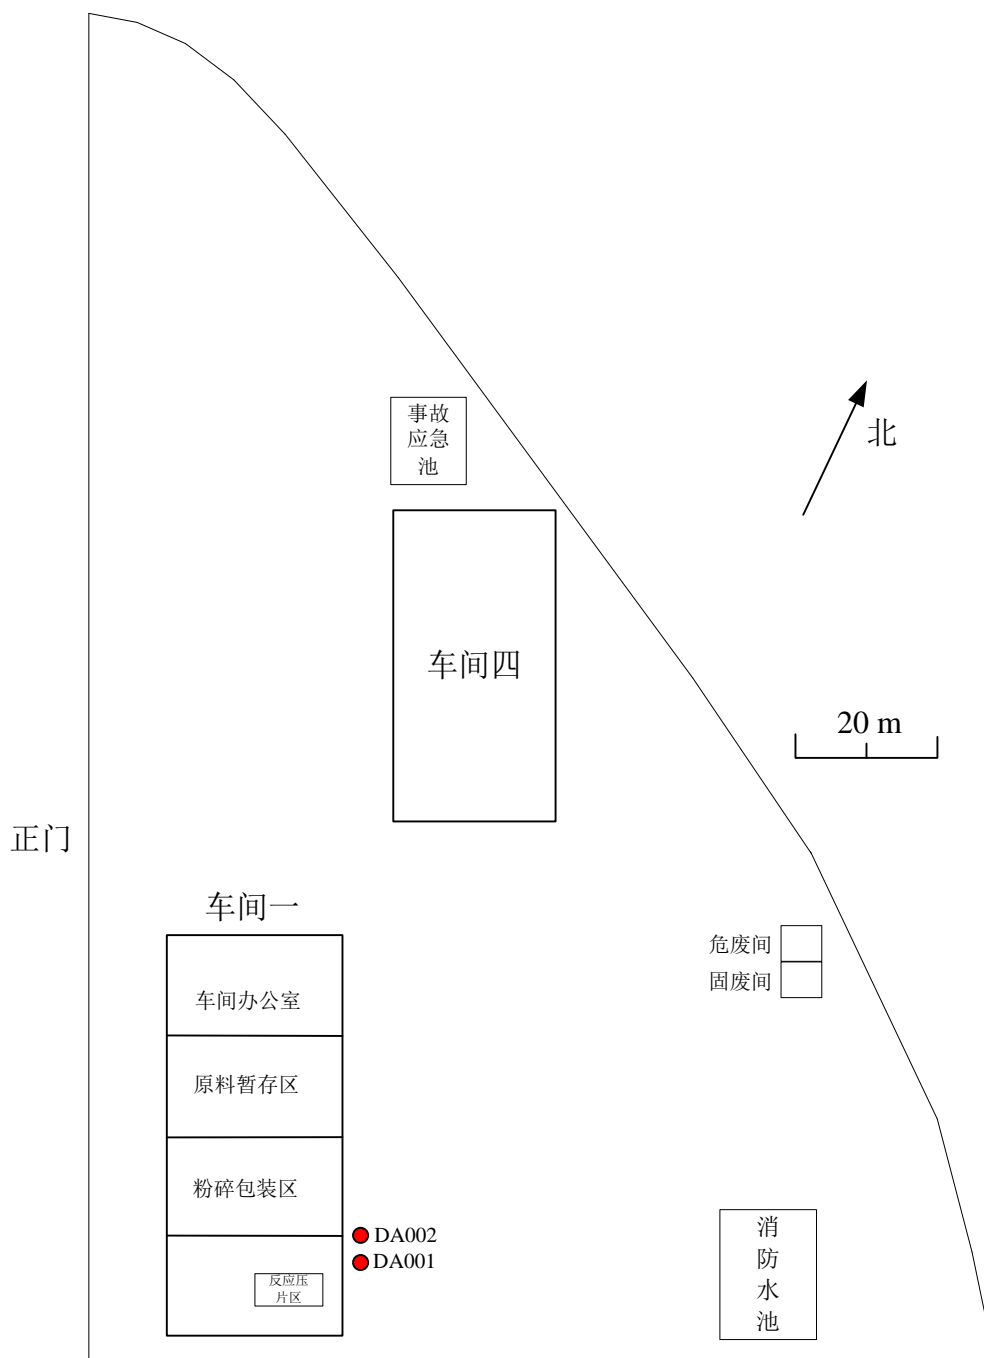 事故
应急
池
北
车间四
20 m
正门
车间一
危废间
固废间
车间办公室
原料暂存区
粉碎包装区
DA002
DA001
反应压
片区
消
防
水
池